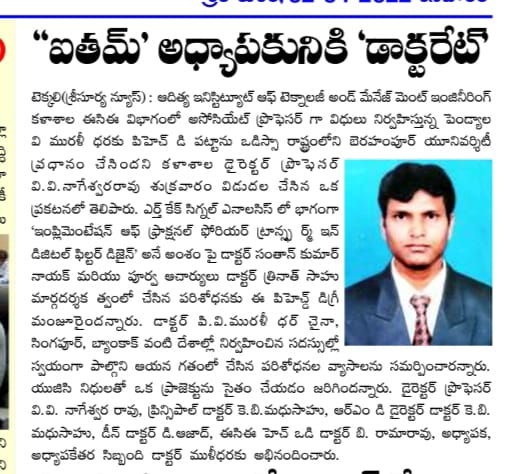 “ఐతమ్’ అధ్యాపకునికి ‘డాక్టరేట్’
టెక్కలి(శ్రీసూర్య న్యూస్) : ఆదిత్య ఇనిస్టిట్యూట్ ఆఫ్ టెక్నాలజీ అండ్ మేనేజ్ మెంట్ ఇంజినీరింగ్
కళాశాల ఈసిఈ విభాగంలో అసోసియేట్ ప్రొఫెసర్ గా విధులు నిర్వహిస్తున్న పెండ్యాల
వి మురళీ ధరకు పిహెచ్ డి పట్టాను ఒడిస్సా రాష్ట్రంలోని బెరహంపూర్ యూనివర్శిటీ
ప్రధానం చేసిందని కళాశాల డైరెక్టర్ ప్రొఫెసర్
వి.వి.నాగేశ్వరరావు శుక్రవారం విడుదల చేసిన ఒక
ప్రకటనలో తెలిపారు. ఎర్త్ కేక్ సిగ్నల్ ఎనాలసిస్ లో భాగంగా
‘ఇంప్లిమెంటేషన్ ఆఫ్ ఫ్రాక్షనల్ ఫోరియర్ ట్రాన్స్ఫ ర్మ్ ఇన్
డిజిటల్ ఫిల్టర్ డిజైన్’ అనే అంశం పై డాక్టర్ సంతాన్ కుమార్
నాయక్ మరియు పూర్వ ఆచార్యులు డాక్టర్ త్రినాత్ సాహు
మార్గదర్శక త్వంలో చేసిన పరిశోధనకు ఈ పిహెచ్డి డిగ్రీ
మంజూరైందన్నారు. డాక్టర్ పి.వి.మురళీ ధర్ చైనా,
సింగపూర్, బ్యాంకాక్ వంటి దేశాల్లో నిర్వహించిన సదస్సుల్లో
స్వయంగా పాల్గొని ఆయన గతంలో చేసిన పరిశోధనల వ్యాసాలను సమర్పించారన్నారు.
యుజిసి నిధులతో ఒక ప్రాజెక్టును సైతం చేయడం జరిగిందన్నారు. డైరెక్టర్ ప్రొఫెసర్
వి.వి. నాగేశ్వర రావు, ప్రిన్సిపాల్ డాక్టర్ కె.బి.మధుసాహు, ఆర్ఎం డి డైరెక్టర్ డాక్టర్ కె.బి.
మధుసాహు, డీన్ డాక్టర్ డి.ఆజాద్, ఈసిఈ హెచ్ ఒడి డాక్టర్ బి. రామారావు, అధ్యాపక,
అధ్యాపకేతర సిబ్బంది డాక్టర్ ముళీధరకు అభినందించారు.